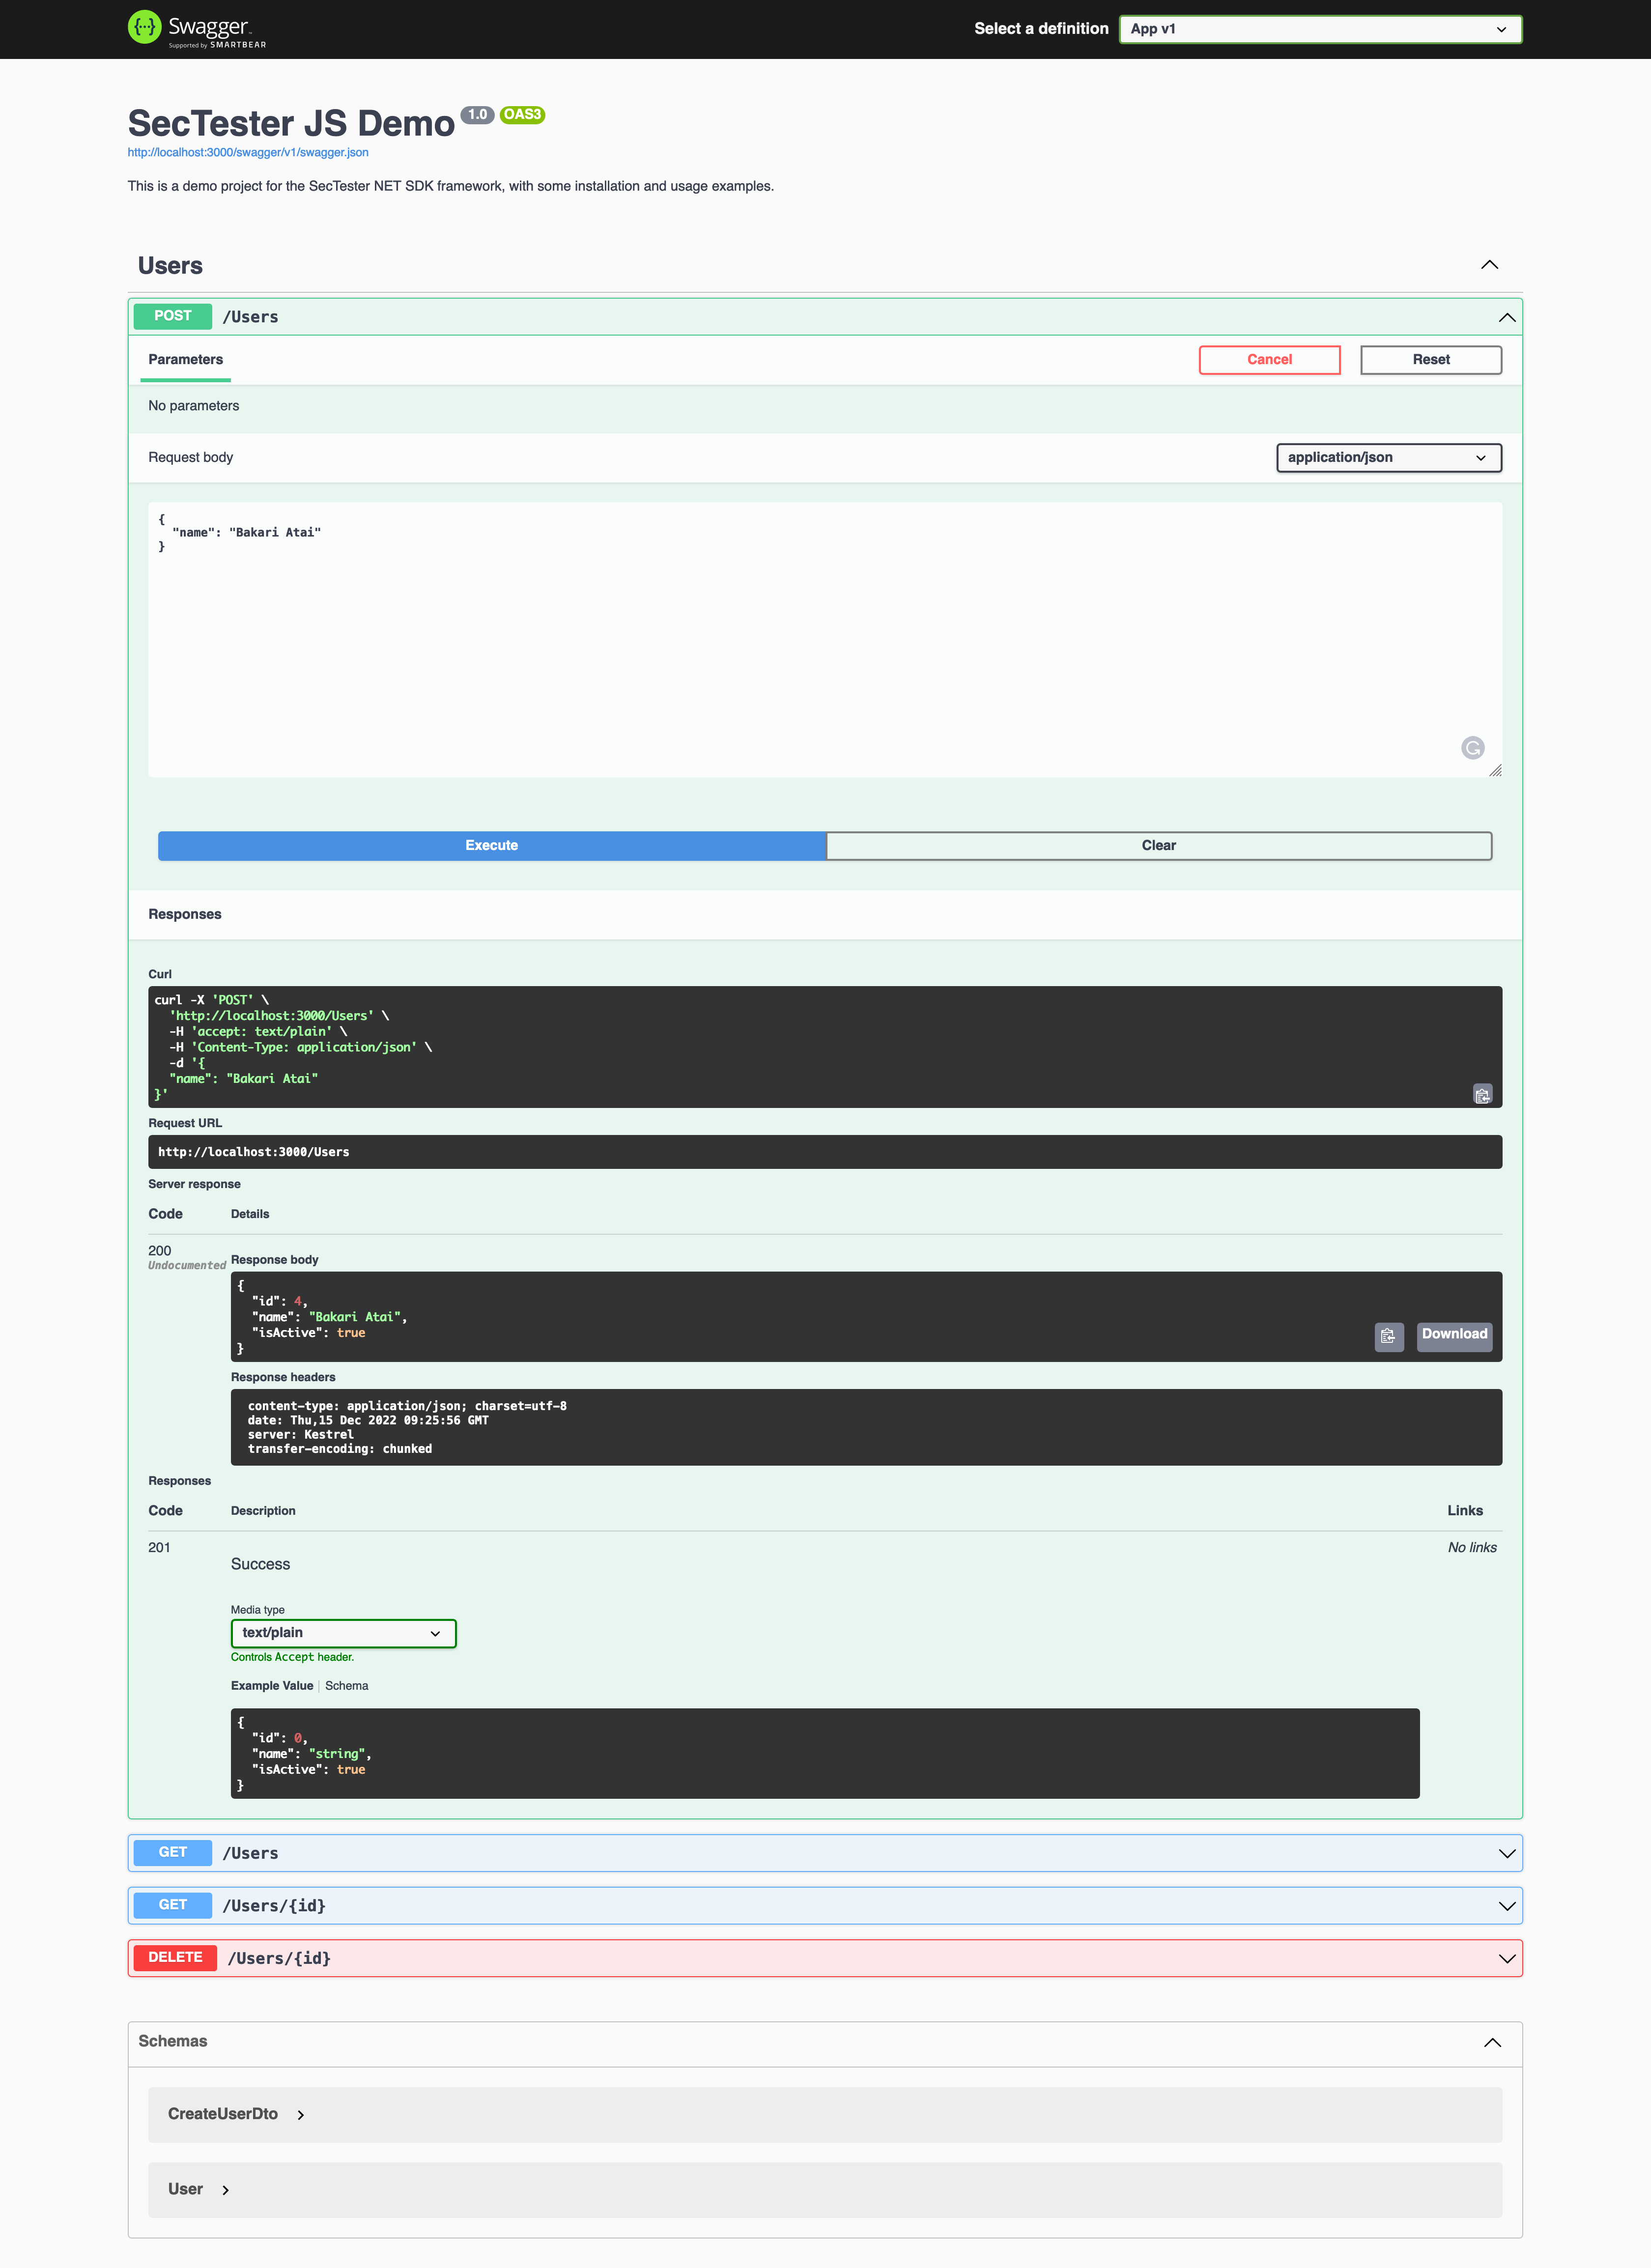 Swagger
Supported by SMARTBEAR
Select a definition
App v1
SecTester JS Demo 1.0 OAS3
http://localhost:3000/swagger/v1/swagger.json
This is a demo project for the SecTester NET SDK framework, with some installation and usage examples.
Users
POST /Users
Parameters
Cancel
Reset
No parameters
Request body
application/json
{
  "name": "Bakari Atai"
}
Execute
Clear
Responses
Curl
curl -X 'POST' \
  'http://localhost:3000/Users' \
  -H 'accept: text/plain' \
  -H 'Content-Type: application/json' \
  -d '{
  "name": "Bakari Atai"
}'
Request URL
http://localhost:3000/Users
Server response
Code Details
200
Undocumented
Response body
{
  "id": 4,
  "name": "Bakari Atai",
  "isActive": true
}
Download
Response headers
content-type: application/json; charset=utf-8
date: Thu,15 Dec 2022 09:25:56 GMT
server: Kestrel
transfer-encoding: chunked
Responses
Code Description Links
201
Success
No links
Media type
text/plain
Controls Accept header.
Example Value Schema
{
  "id": 0,
  "name": "string",
  "isActive": true
}
GET /Users
GET /Users/{id}
DELETE /Users/{id}
Schemas
CreateUserDto
User